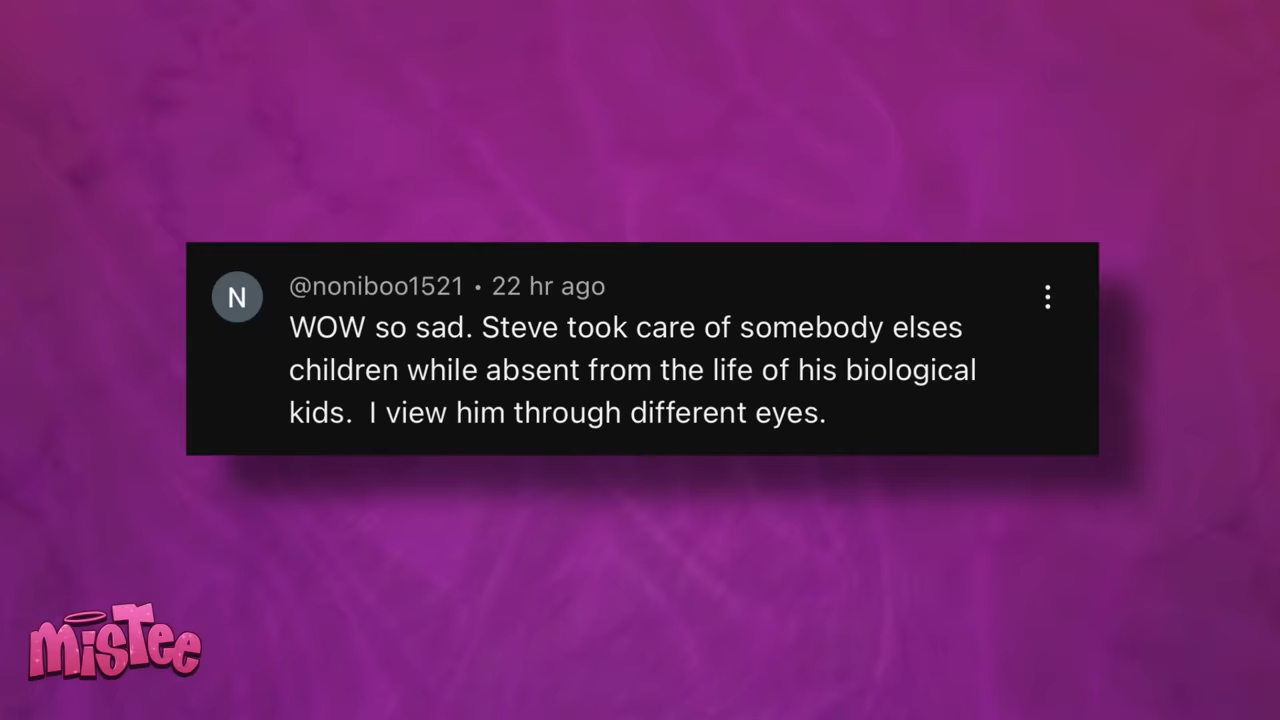 N
@noniboo1521 • 22 hr ago
WOW so sad. Steve took care of somebody elses
children while absent from the life of his biological
kids.  I view him through different eyes.
MisTee